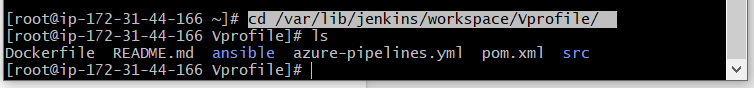 [root@ip-172-31-44-166 ~]# cd /var/lib/jenkins/workspace/Vprofile/
[root@ip-172-31-44-166 Vprofile]# ls
Dockerfile  README.md  ansible  azure-pipelines.yml  pom.xml  src
[root@ip-172-31-44-166 Vprofile]#